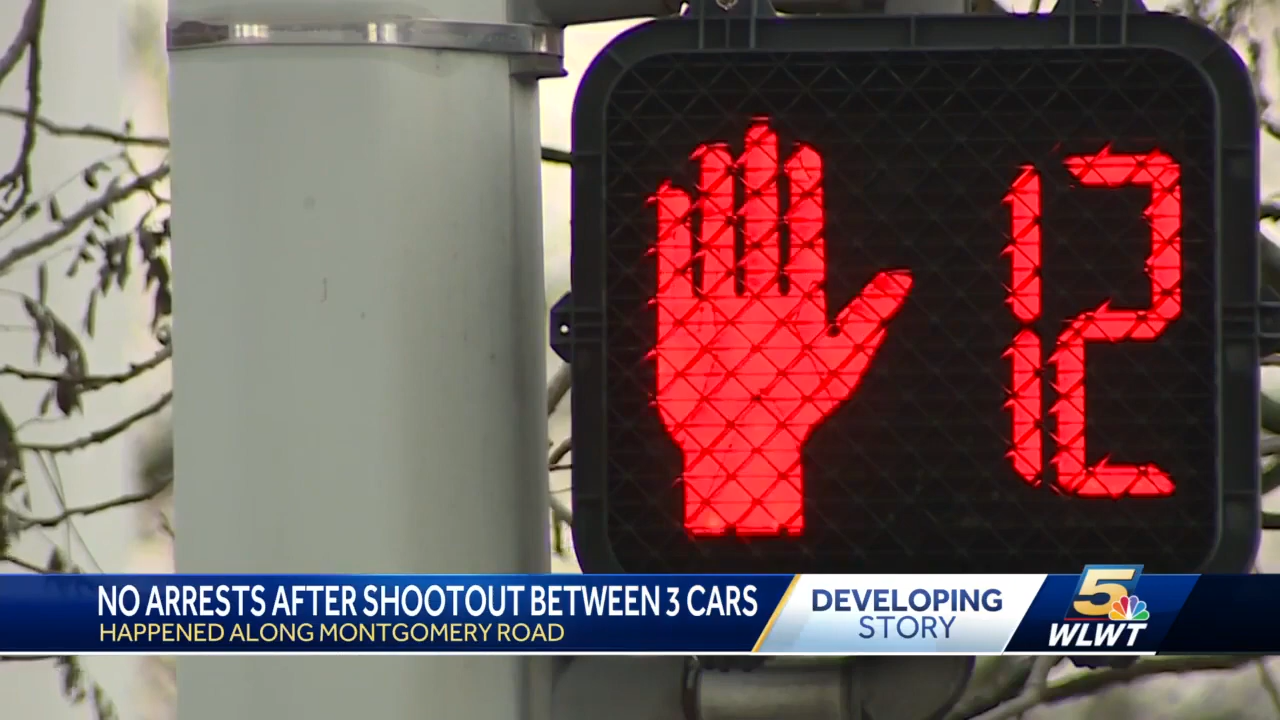 12
NO ARRESTS AFTER SHOOTOUT BETWEEN 3 CARS
HAPPENED ALONG MONTGOMERY ROAD
DEVELOPING
STORY
5
WLWT